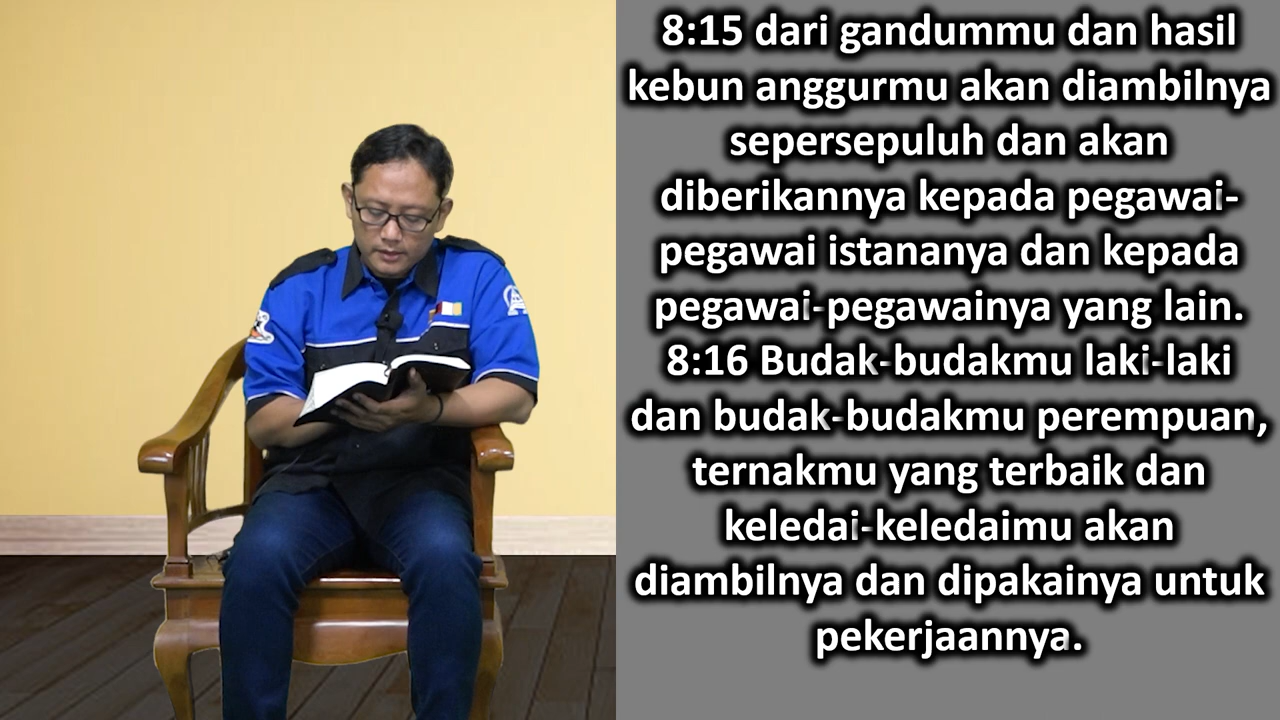 8:15 dari gandummu dan hasil
kebun anggurmu akan diambilnya
sepersepuluh dan akan
diberikannya kepada pegawai-
pegawai istananya dan kepada
pegawai-pegawainya yang lain.
8:16 Budak-budakmu laki-laki
dan budak-budakmu perempuan,
ternakmu yang terbaik dan
keledai-keledaimu akan
diambilnya dan dipakainya untuk
pekerjaannya.